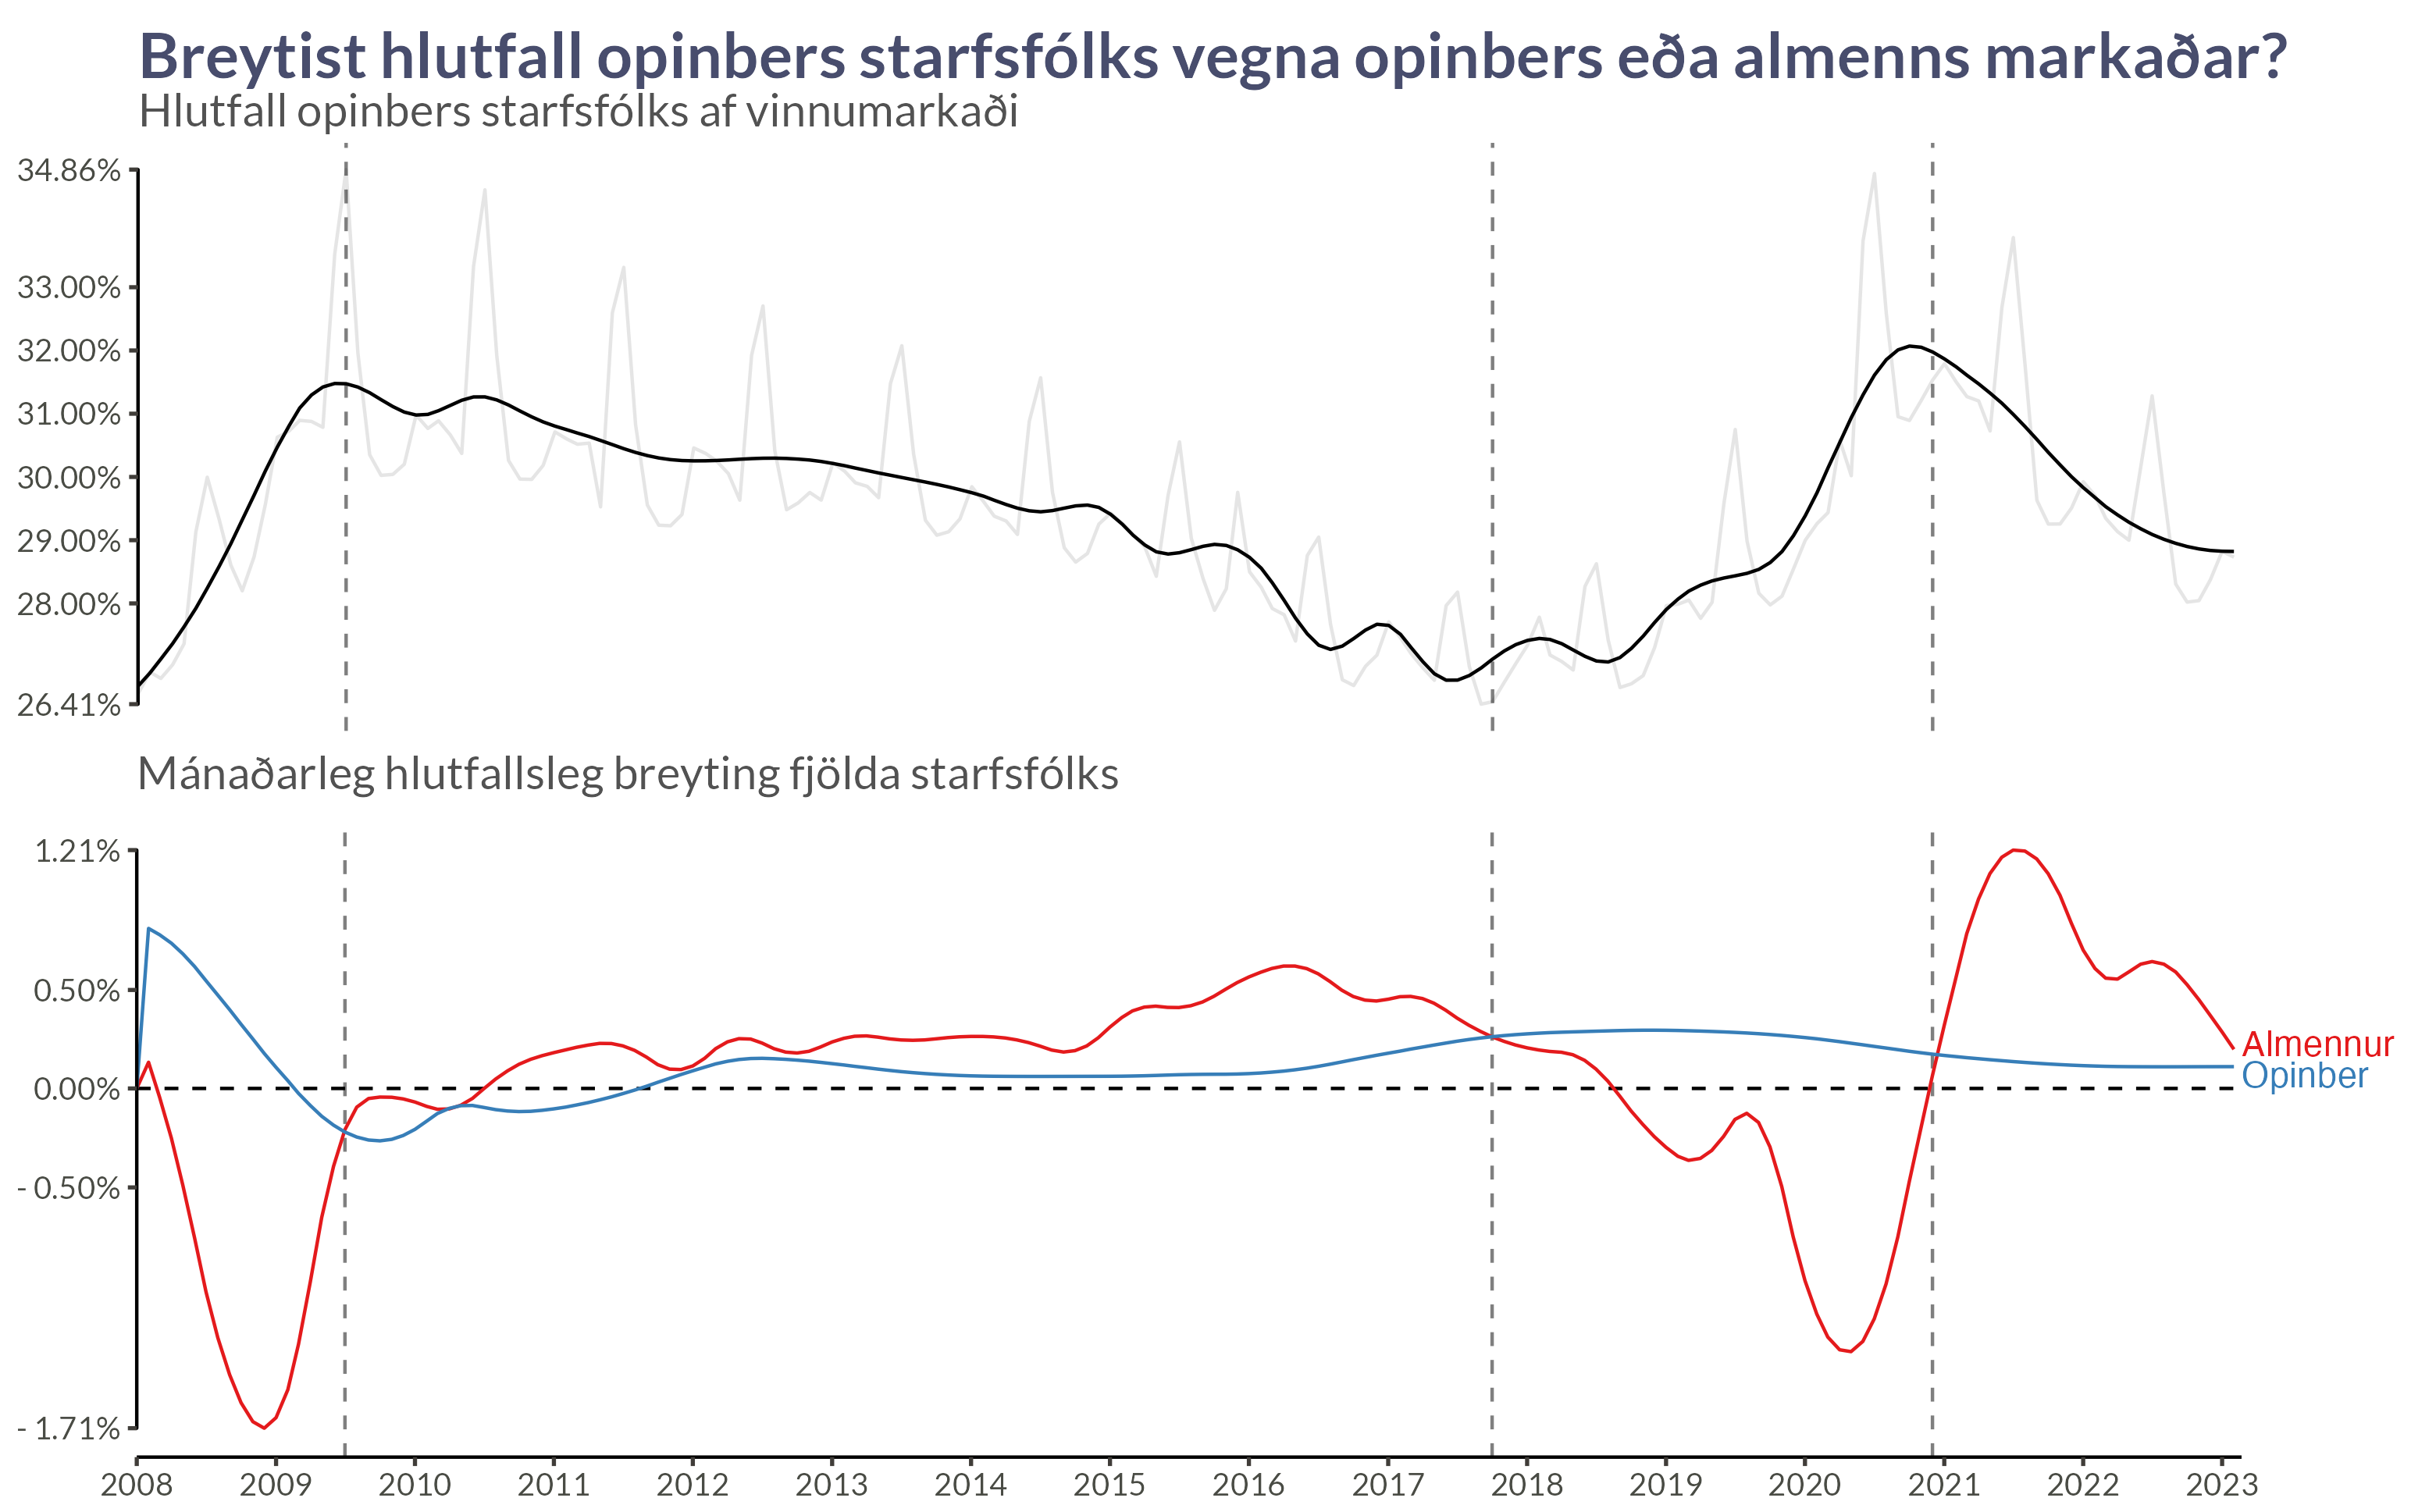 Breytist hlutfall opinbers starfsfólks vegna opinbers eða almenns markaðar?
Hlutfall opinbers starfsfólks af vinnumarkaði
34.86%
33.00%
32.00%
31.00%
30.00%
29.00%
28.00%
26.41%
Mánaðarleg hlutfallsleg breyting fjölda starfsfólks
1.21%
0.50%
0.00%
- 0.50%
- 1.71%
Almennur
Opinber
2008 2009 2010 2011 2012 2013 2014 2015 2016 2017 2018 2019 2020 2021 2022 2023